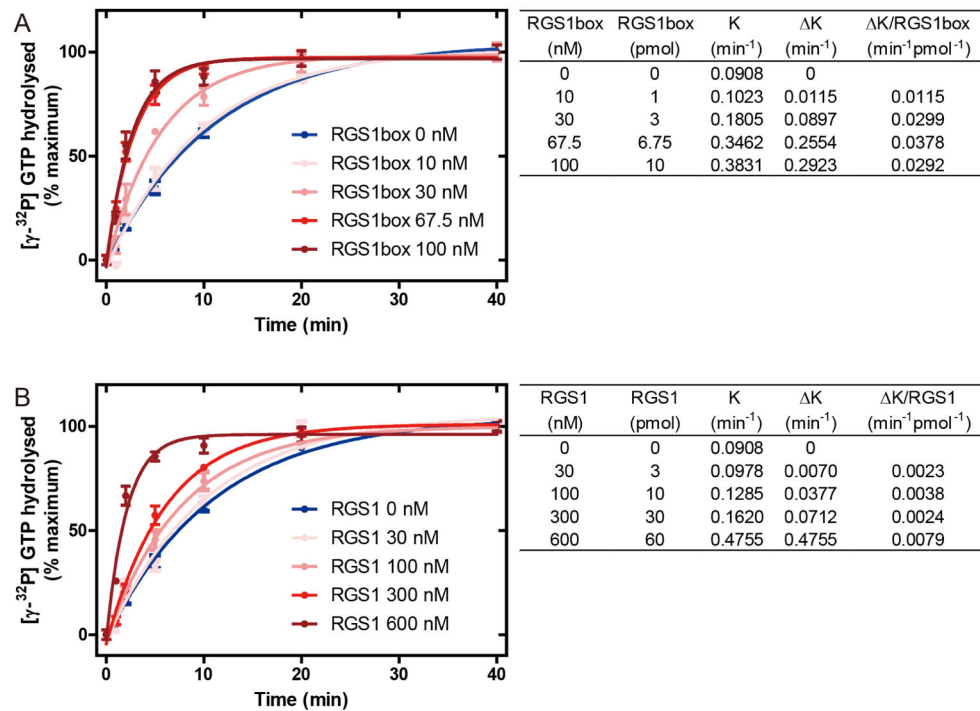 A
[γ-³²P] GTP hydrolysed
(% maximum)
100
50
0
RGS1box 0 nM
RGS1box 10 nM
RGS1box 30 nM
RGS1box 67.5 nM
RGS1box 100 nM
0 10 20 30 40
Time (min)
RGS1box RGS1box K ΔK ΔK/RGS1box
(nM) (pmol) (min⁻¹) (min⁻¹) (min⁻¹pmol⁻¹)
0 0 0.0908 0
10 1 0.1023 0.0115 0.0115
30 3 0.1805 0.0897 0.0299
67.5 6.75 0.3462 0.2554 0.0378
100 10 0.3831 0.2923 0.0292
B
[γ-³²P] GTP hydrolysed
(% maximum)
100
50
0
RGS1 0 nM
RGS1 30 nM
RGS1 100 nM
RGS1 300 nM
RGS1 600 nM
0 10 20 30 40
Time (min)
RGS1 RGS1 K ΔK ΔK/RGS1
(nM) (pmol) (min⁻¹) (min⁻¹) (min⁻¹pmol⁻¹)
0 0 0.0908 0
30 3 0.0978 0.0070 0.0023
100 10 0.1285 0.0377 0.0038
300 30 0.1620 0.0712 0.0024
600 60 0.4755 0.4755 0.0079